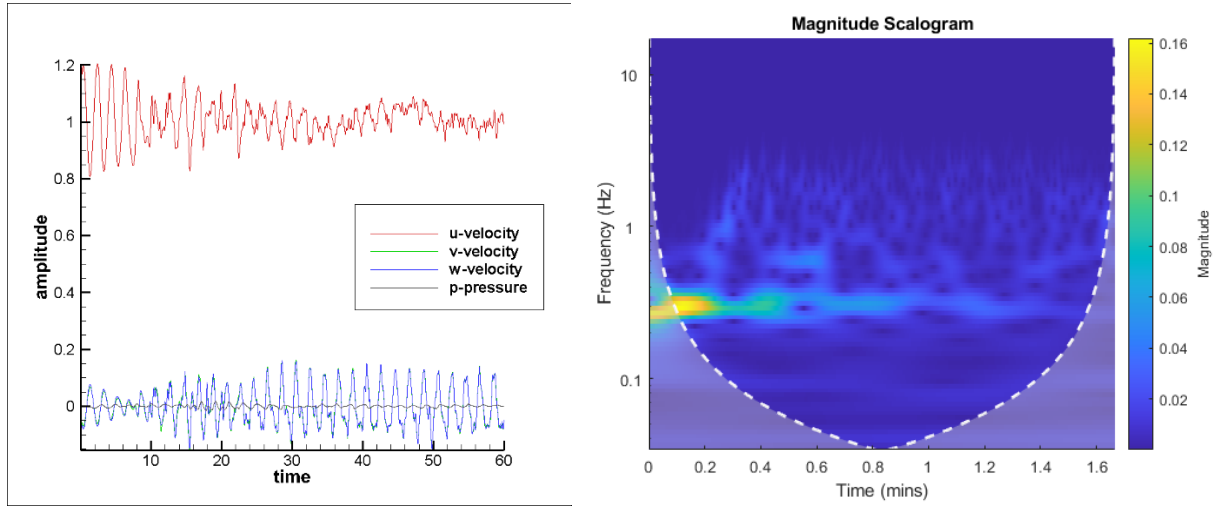 1.2
1
0.8
0.6
0.4
0.2
0
amplitude
u-velocity
v-velocity
w-velocity
p-pressure
10 20 30 40 50 60
time
Magnitude Scalogram
10
1
0.1
Frequency (Hz)
0 0.2 0.4 0.6 0.8 1 1.2 1.4 1.6
Time (mins)
0.16
0.14
0.12
0.1
0.08
0.06
0.04
0.02
Magnitude